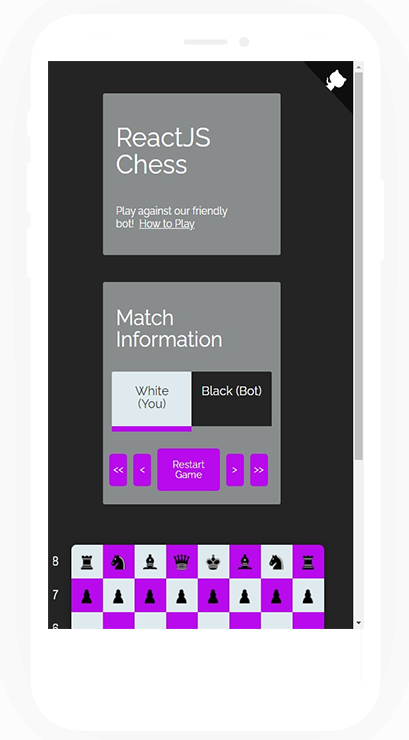 ReactJS
Chess
Play against our friendly
bot! How to Play
Match
Information
White
(You)
Black (Bot)
<<
<
Restart
Game
>
>>
8
7